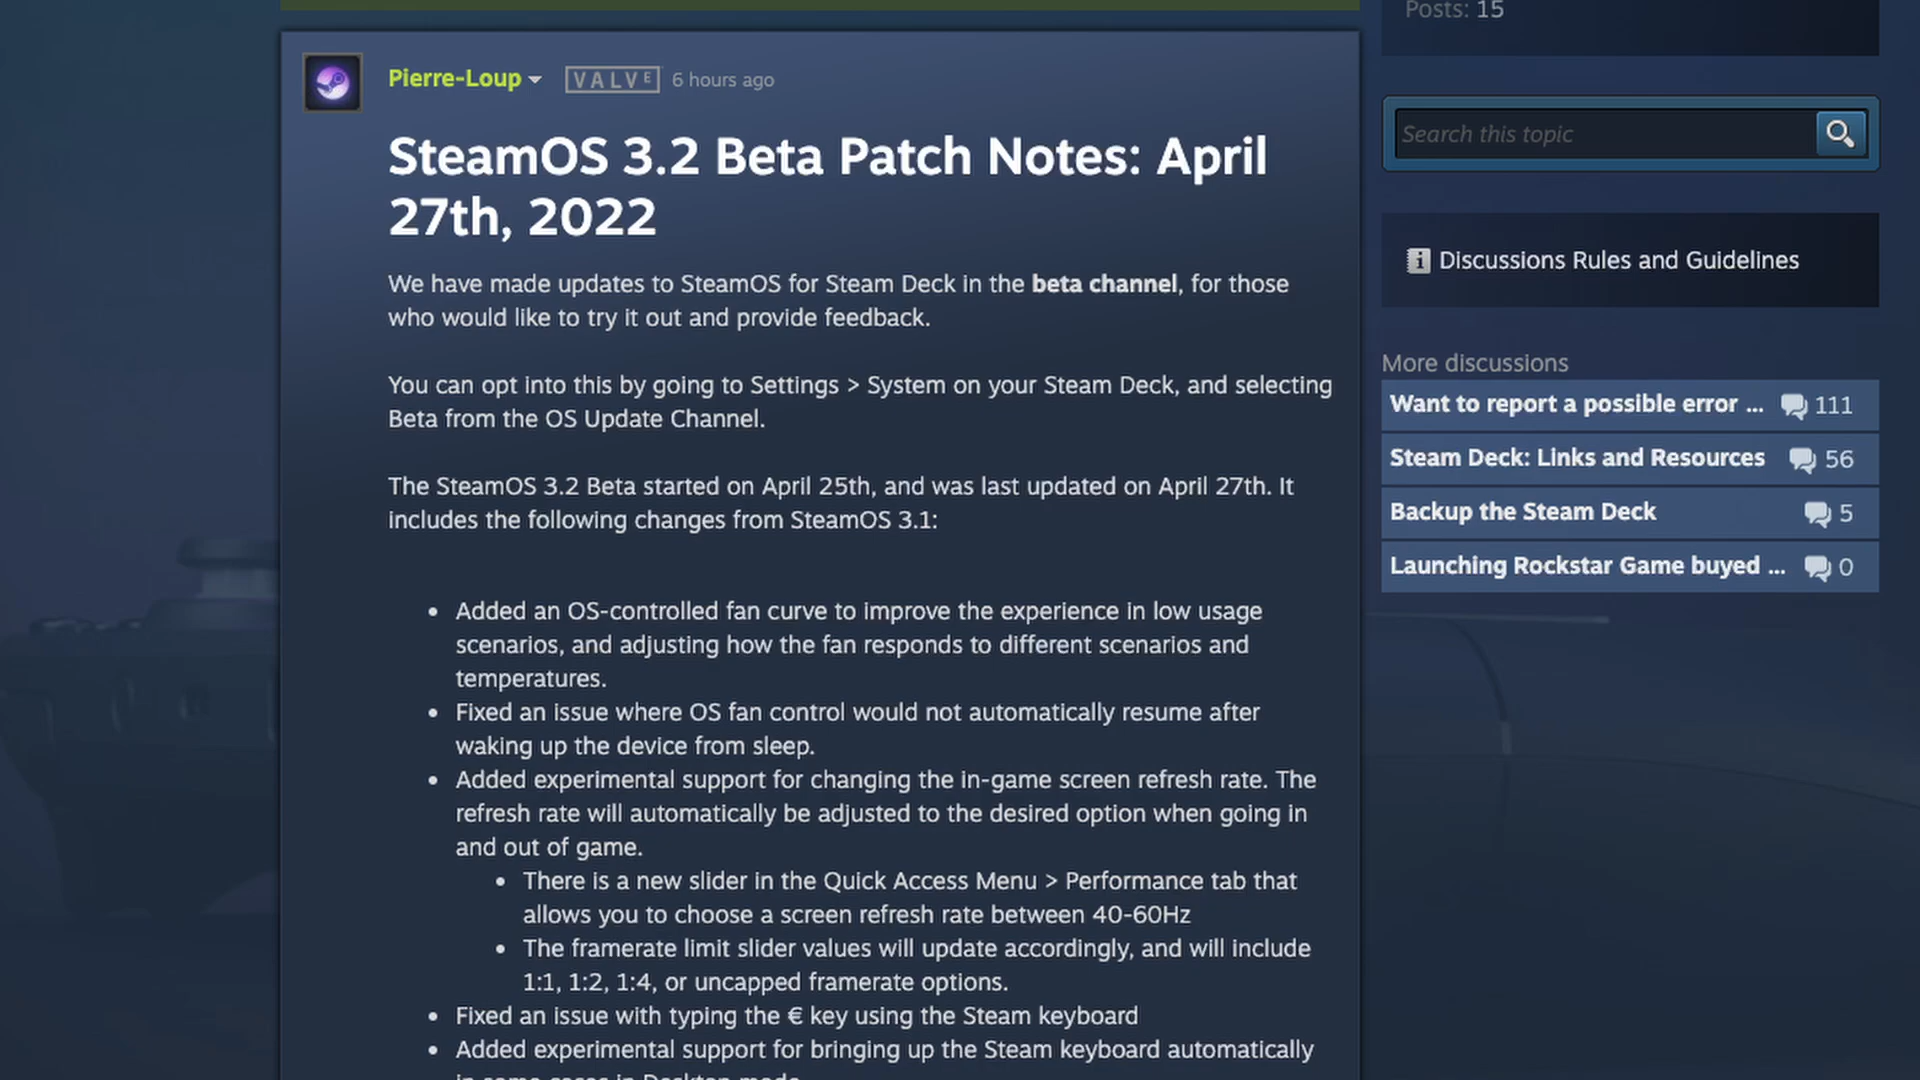 Posts: 15
Pierre-Loup VALVE 6 hours ago
SteamOS 3.2 Beta Patch Notes: April
27th, 2022
We have made updates to SteamOS for Steam Deck in the beta channel, for those
who would like to try it out and provide feedback.
You can opt into this by going to Settings > System on your Steam Deck, and selecting
Beta from the OS Update Channel.
The SteamOS 3.2 Beta started on April 25th, and was last updated on April 27th. It
includes the following changes from SteamOS 3.1:
• Added an OS-controlled fan curve to improve the experience in low usage
scenarios, and adjusting how the fan responds to different scenarios and
temperatures.
• Fixed an issue where OS fan control would not automatically resume after
waking up the device from sleep.
• Added experimental support for changing the in-game screen refresh rate. The
refresh rate will automatically be adjusted to the desired option when going in
and out of game.
• There is a new slider in the Quick Access Menu > Performance tab that
allows you to choose a screen refresh rate between 40-60Hz
• The framerate limit slider values will update accordingly, and will include
1:1, 1:2, 1:4, or uncapped framerate options.
• Fixed an issue with typing the € key using the Steam keyboard
• Added experimental support for bringing up the Steam keyboard automatically
in some cases in Desktop mode
Search this topic
Discussions Rules and Guidelines
More discussions
Want to report a possible error ... 111
Steam Deck: Links and Resources 56
Backup the Steam Deck 5
Launching Rockstar Game buyed ... 0